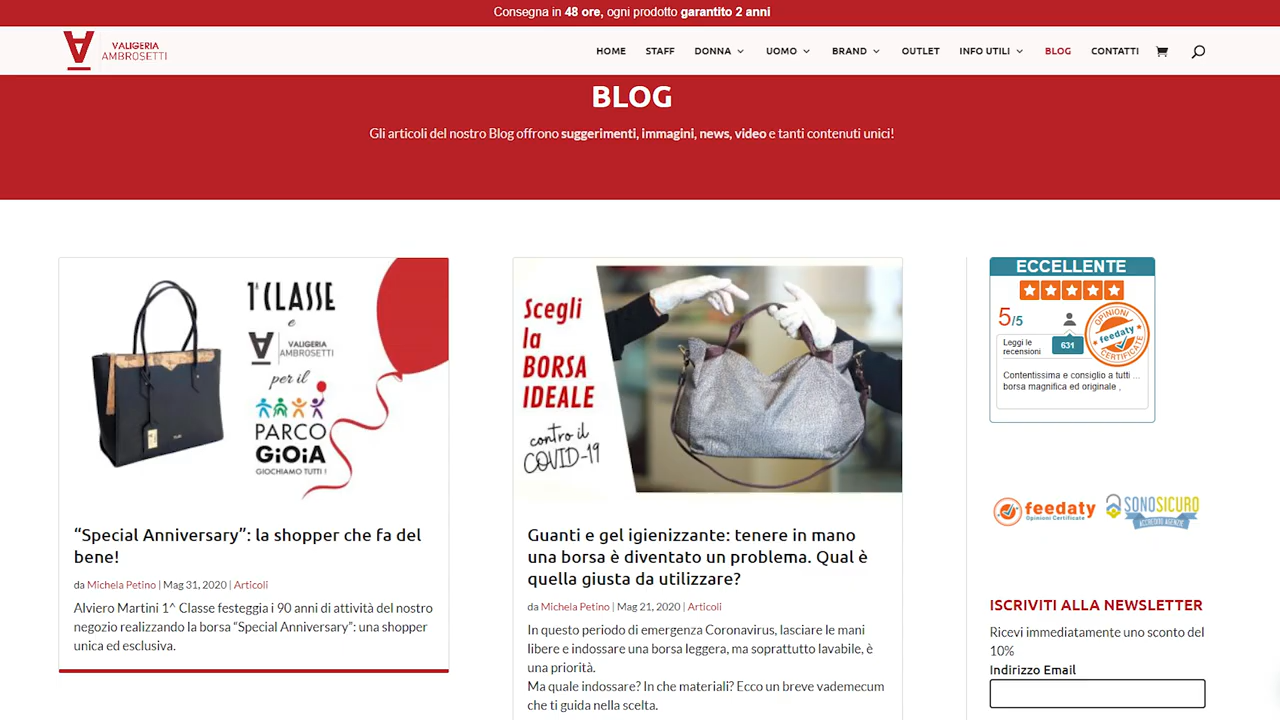 Consegna in 48 ore, ogni prodotto garantito 2 anni
VALIGERIA
AMBROSETTI
HOME STAFF DONNA UOMO BRAND OUTLET INFO UTILI BLOG CONTATTI
BLOG
Gli articoli del nostro Blog offrono suggerimenti, immagini, news, video e tanti contenuti unici!
1ª CLASSE
e
VALIGERIA
AMBROSETTI
per il
PARCO
GiOiA
GIOCHIAMO TUTTI !
“Special Anniversary”: la shopper che fa del
bene!
da Michela Petino | Mag 31, 2020 | Articoli
Alviero Martini 1^ Classe festeggia i 90 anni di attività del nostro
negozio realizzando la borsa “Special Anniversary”: una shopper
unica ed esclusiva.
Scegli
la
BORSA
IDEALE
contro il
COVID-19
Guanti e gel igienizzante: tenere in mano
una borsa è diventato un problema. Qual è
quella giusta da utilizzare?
da Michela Petino | Mag 21, 2020 | Articoli
In questo periodo di emergenza Coronavirus, lasciare le mani
libere e indossare una borsa leggera, ma soprattutto lavabile, è
una priorità.
Ma quale indossare? In che materiali? Ecco un breve vademecum
che ti guida nella scelta.
ECCELLENTE
5/5
Leggi le
recensioni
631
OPINIONI
feedaty
CERTIFICATE
Contentissima e consiglio a tutti ...
borsa magnifica ed originale ,
feedaty
Opinioni Certificate
SONOSICURO
ACCREDITO AGENZIE
ISCRIVITI ALLA NEWSLETTER
Ricevi immediatamente uno sconto del
10%
Indirizzo Email